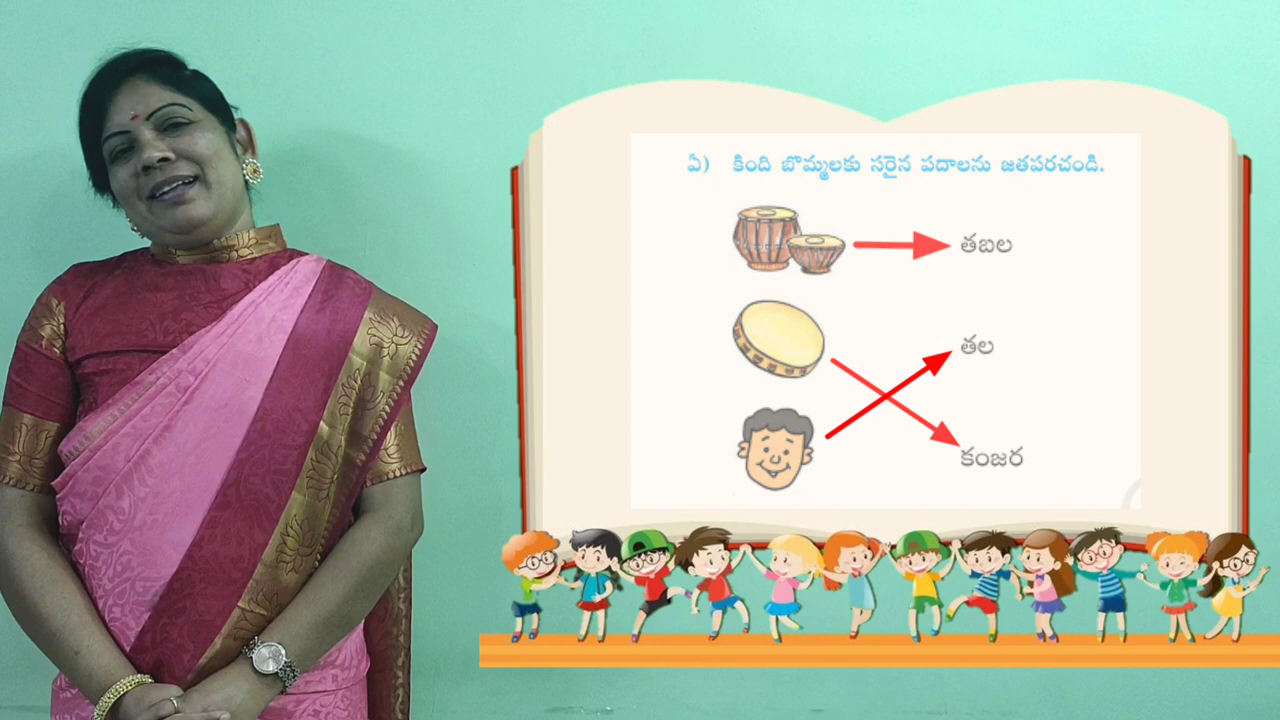 ఏ) కింది బొమ్మలకు సరైన పదాలను జతపరచండి.
తబల
తల
కంజర